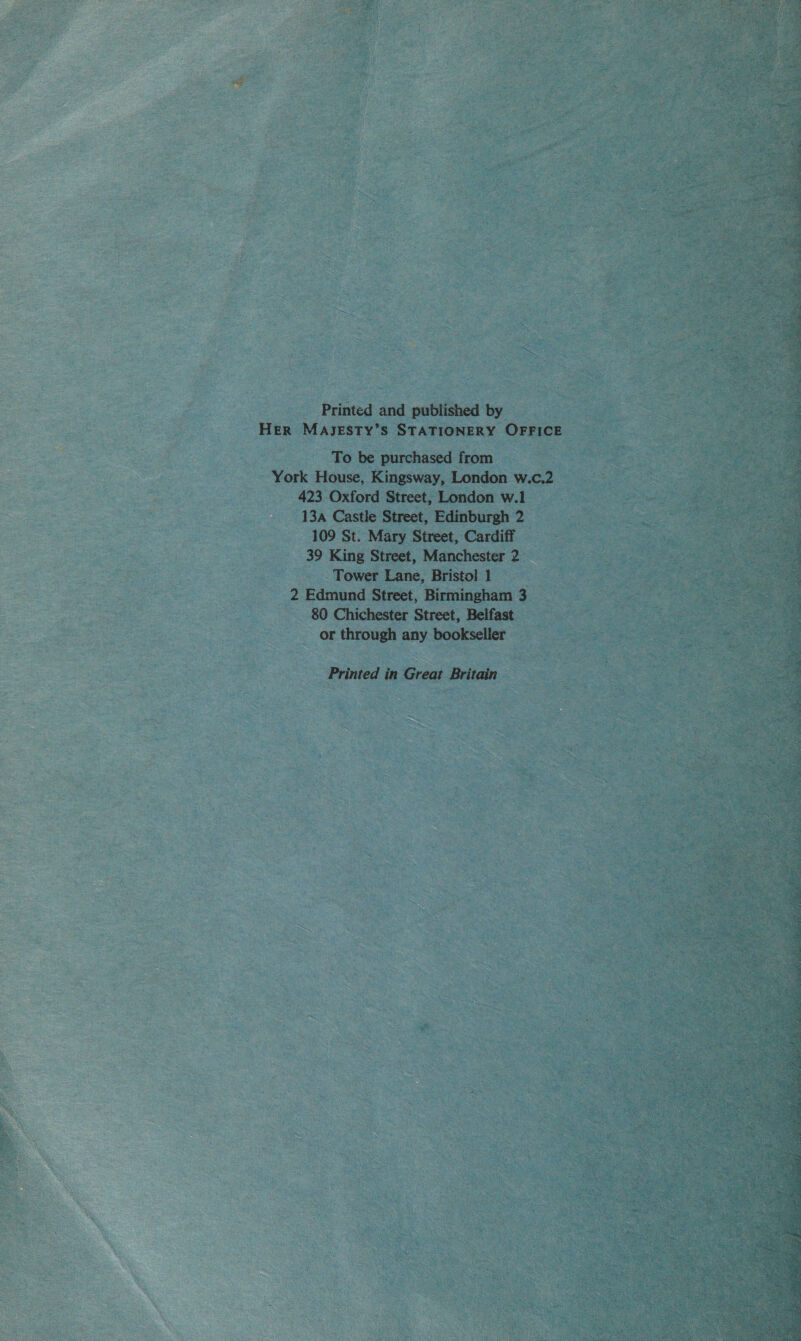 Printed and published by
HER MAJESTY'S STATIONERY OFFICE
To be purchased from
York House, Kingsway, London W.C.2
423 Oxford Street, London W.1
13A Castle Street, Edinburgh 2
109 St. Mary Street, Cardiff
39 King Street, Manchester 2
Tower Lane, Bristol 1
2 Edmund Street, Birmingham 3
80 Chichester Street, Belfast
or through any bookseller
Printed in Great Britain